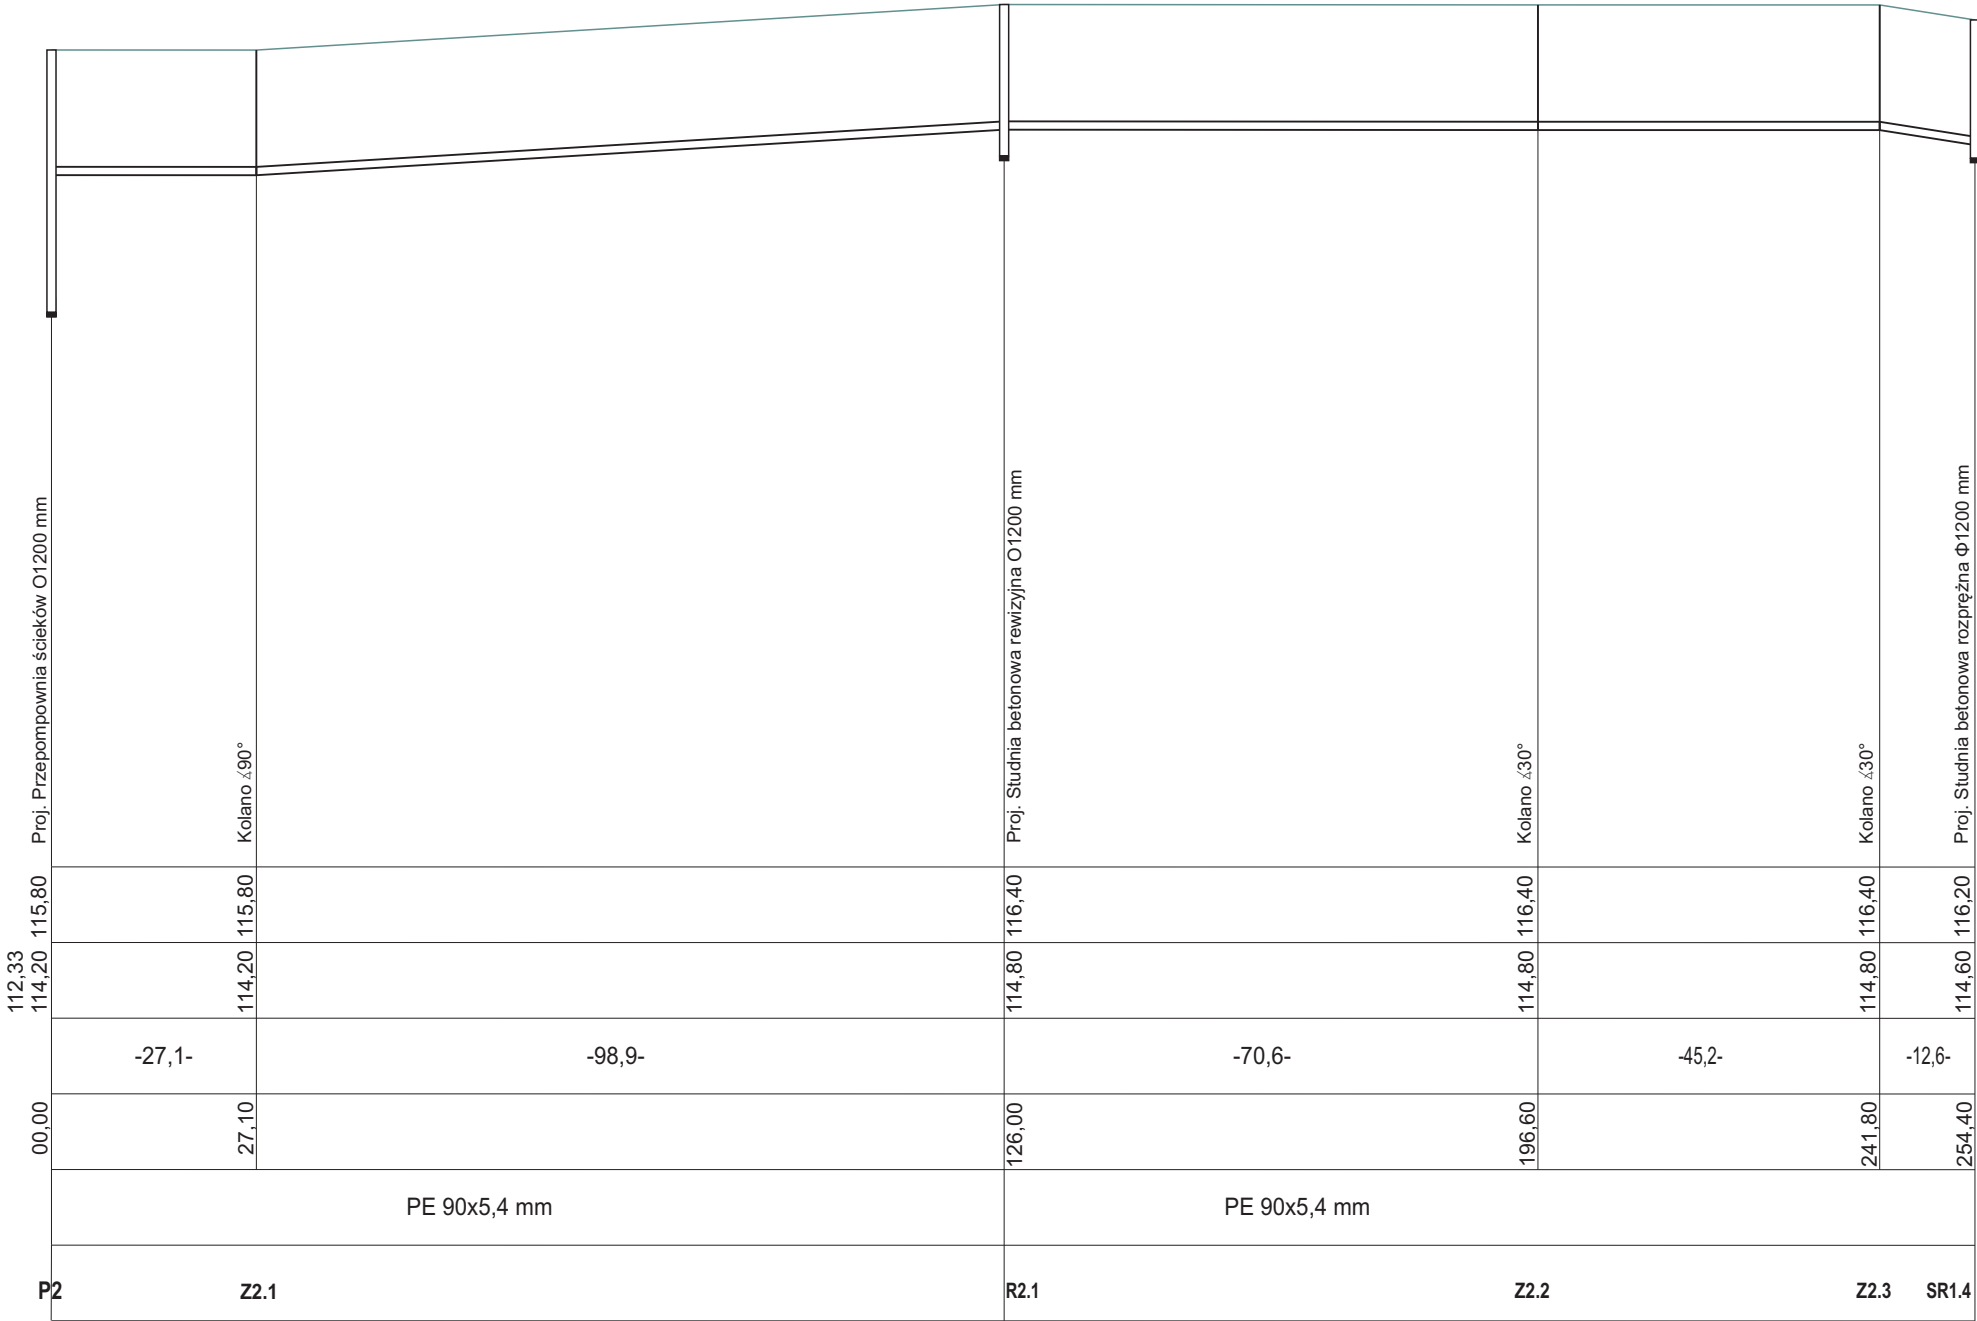 Proj. Przepompownia ścieków O1200 mm
Kolano ∡90°
Proj. Studnia betonowa rewizyjna O1200 mm
Kolano ∡30°
Kolano ∡30°
Proj. Studnia betonowa rozprężna Φ1200 mm
115,80 115,80 116,40 116,40 116,40 116,20
112,33
114,20 114,20 114,80 114,80 114,80 114,60
-27,1- -98,9- -70,6- -45,2- -12,6-
00,00 27,10 126,00 196,60 241,80 254,40
PE 90x5,4 mm PE 90x5,4 mm
P2 Z2.1 R2.1 Z2.2 Z2.3 SR1.4